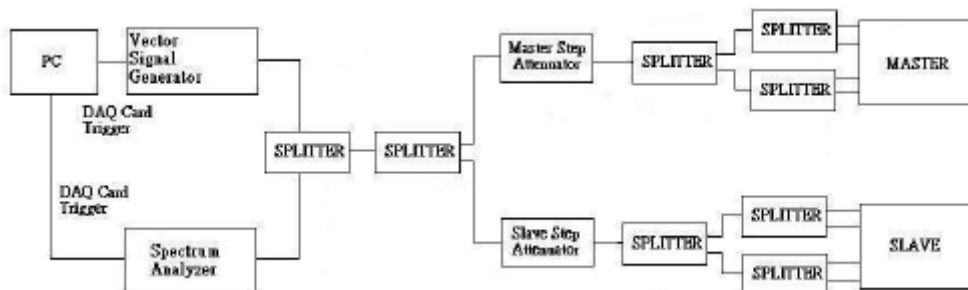 PC
Vector
Signal
Generator
DAQ Card
Trigger
DAQ Card
Trigger
Spectrum
Analyzer
SPLITTER
SPLITTER
Master Step
Attenuator
SPLITTER
SPLITTER
SPLITTER
MASTER
Slave Step
Attenuator
SPLITTER
SPLITTER
SPLITTER
SLAVE